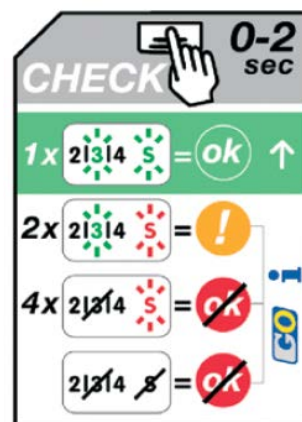 0-2
sec
CHECK
1x 2|3|4 S = ok ↑
2x 2|3|4 S = !
4x 2|3|4 S = ok
2|3|4 S = ok
GO i